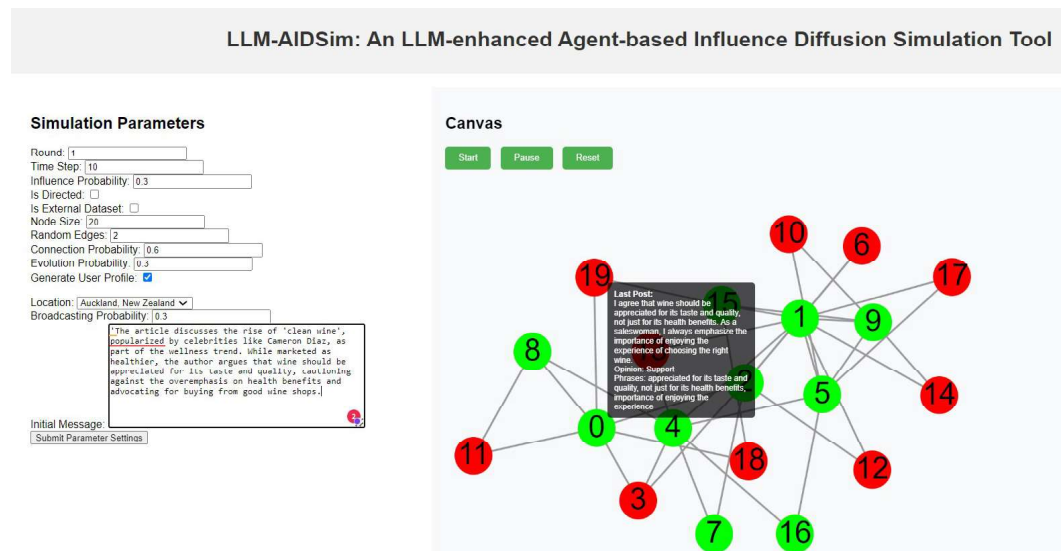 LLM-AIDSim: An LLM-enhanced Agent-based Influence Diffusion Simulation Tool
Simulation Parameters
Round: 1
Time Step: 10
Influence Probability: 0.3
Is Directed:
Is External Dataset:
Node Size: 20
Random Edges: 2
Connection Probability: 0.6
Evolution Probability: 0.3
Generate User Profile:
Location: Auckland, New Zealand
Broadcasting Probability: 0.3
'The article discusses the rise of 'clean wine',
popularized by celebrities like Cameron Diaz, as
part of the wellness trend. While marketed as
healthier, the author argues that wine should be
appreciated for its taste and quality, cautioning
against the overemphasis on health benefits and
advocating for buying from good wine shops.
2
Initial Message:
Submit Parameter Settings
Canvas
Start Pause Reset
10
6
19
17
Last Post:
I agree that wine should be
appreciated for its taste and quality,
not just for its health benefits. As a
saleswoman, I always emphasize the
importance of enjoying the
experience of choosing the right
wine.
Opinion: Support
Phrases: appreciated for its taste and
quality, not just for its health benefits,
importance of enjoying the
experience
15
1
9
8
2
5
14
0
4
11
18
12
3
7
16